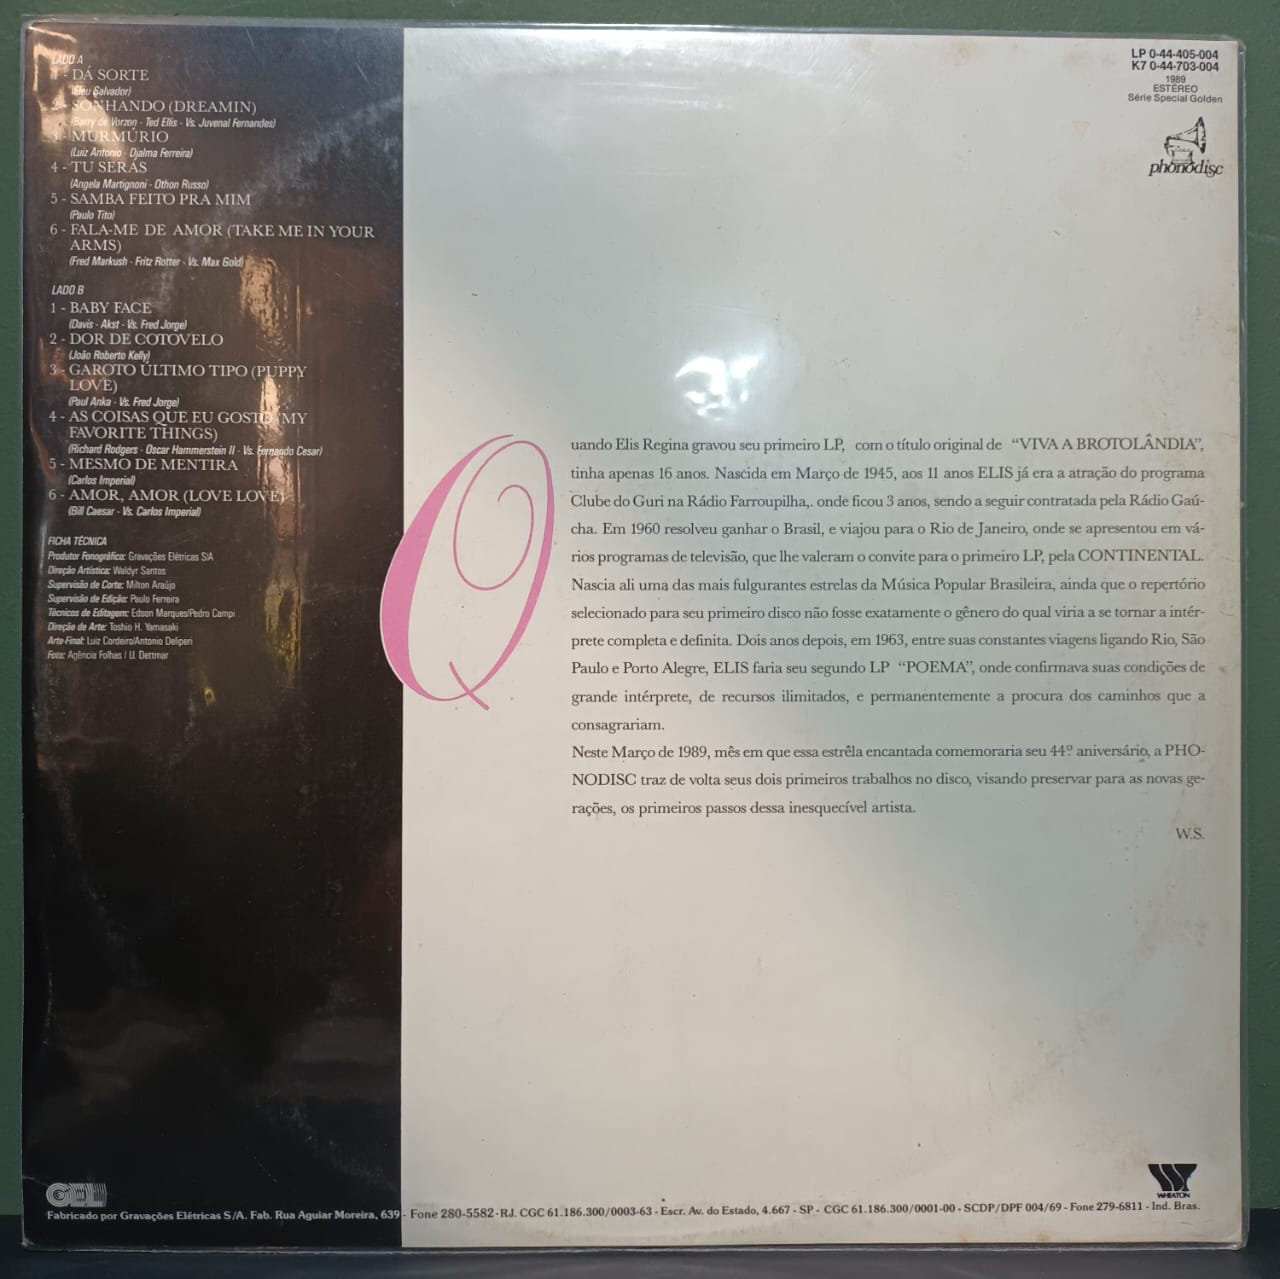 LADO A
1 - DÁ SORTE
(Eleu Salvador)
2 - SONHANDO (DREAMIN)
(Barry de Vorzon - Ted Ellis - Vs. Juvenal Fernandes)
3 - MURMÚRIO
(Luiz Antonio - Djalma Ferreira)
4 - TU SERÁS
(Angela Martignoni - Othon Russo)
5 - SAMBA FEITO PRA MIM
(Paulo Tito)
6 - FALA-ME DE AMOR (TAKE ME IN YOUR
ARMS)
(Fred Markush - Fritz Rotter - Vs. Max Gold)
LADO B
1 - BABY FACE
(Davis - Akst - Vs. Fred Jorge)
2 - DOR DE COTOVELO
(João Roberto Kelly)
3 - GAROTO ÚLTIMO TIPO (PUPPY
LOVE)
(Paul Anka - Vs. Fred Jorge)
4 - AS COISAS QUE EU GOSTO (MY
FAVORITE THINGS)
(Richard Rodgers - Oscar Hammerstein II - Vs. Fernando Cesar)
5 - MESMO DE MENTIRA
(Carlos Imperial)
6 - AMOR, AMOR (LOVE LOVE)
(Bill Caesar - Vs. Carlos Imperial)
FICHA TÉCNICA
Produtor Fonográfico: Gravações Elétricas S/A
Direção Artística: Waldyr Santos
Supervisão de Corte: Milton Araújo
Supervisão de Edição: Paulo Ferreira
Técnicos de Editagem: Edson Marques/Pedro Campi
Direção de Arte: Toshio H. Yamasaki
Arte-Final: Luiz Cordeiro/Antonio Deliperi
Foto: Agência Folhas / U. Dettmar
LP 0-44-405-004
K7 0-44-703-004
1989
ESTÉREO
Série Special Golden
phonodisc
Quando Elis Regina gravou seu primeiro LP, com o título original de “VIVA A BROTOLÂNDIA”,
tinha apenas 16 anos. Nascida em Março de 1945, aos 11 anos ELIS já era a atração do programa
Clube do Guri na Rádio Farroupilha,. onde ficou 3 anos, sendo a seguir contratada pela Rádio Gaú-
cha. Em 1960 resolveu ganhar o Brasil, e viajou para o Rio de Janeiro, onde se apresentou em vá-
rios programas de televisão, que lhe valeram o convite para o primeiro LP, pela CONTINENTAL.
Nascia ali uma das mais fulgurantes estrelas da Música Popular Brasileira, ainda que o repertório
selecionado para seu primeiro disco não fosse exatamente o gênero do qual viria a se tornar a intér-
prete completa e definita. Dois anos depois, em 1963, entre suas constantes viagens ligando Rio, São
Paulo e Porto Alegre, ELIS faria seu segundo LP “POEMA”, onde confirmava suas condições de
grande intérprete, de recursos ilimitados, e permanentemente a procura dos caminhos que a
consagrariam.
Neste Março de 1989, mês em que essa estrêla encantada comemoraria seu 44º aniversário, a PHO-
NODISC traz de volta seus dois primeiros trabalhos no disco, visando preservar para as novas ge-
rações, os primeiros passos dessa inesquecível artista.
W.S.
GEL
WHEATON
Fabricado por Gravações Elétricas S/A. Fab. Rua Aguiar Moreira, 639 - Fone 280-5582 - RJ. CGC 61.186.300/0003-63 - Escr. Av. do Estado, 4.667 - SP - CGC 61.186.300/0001-00 - SCDP/DPF 004/69 - Fone 279-6811 - Ind. Bras.